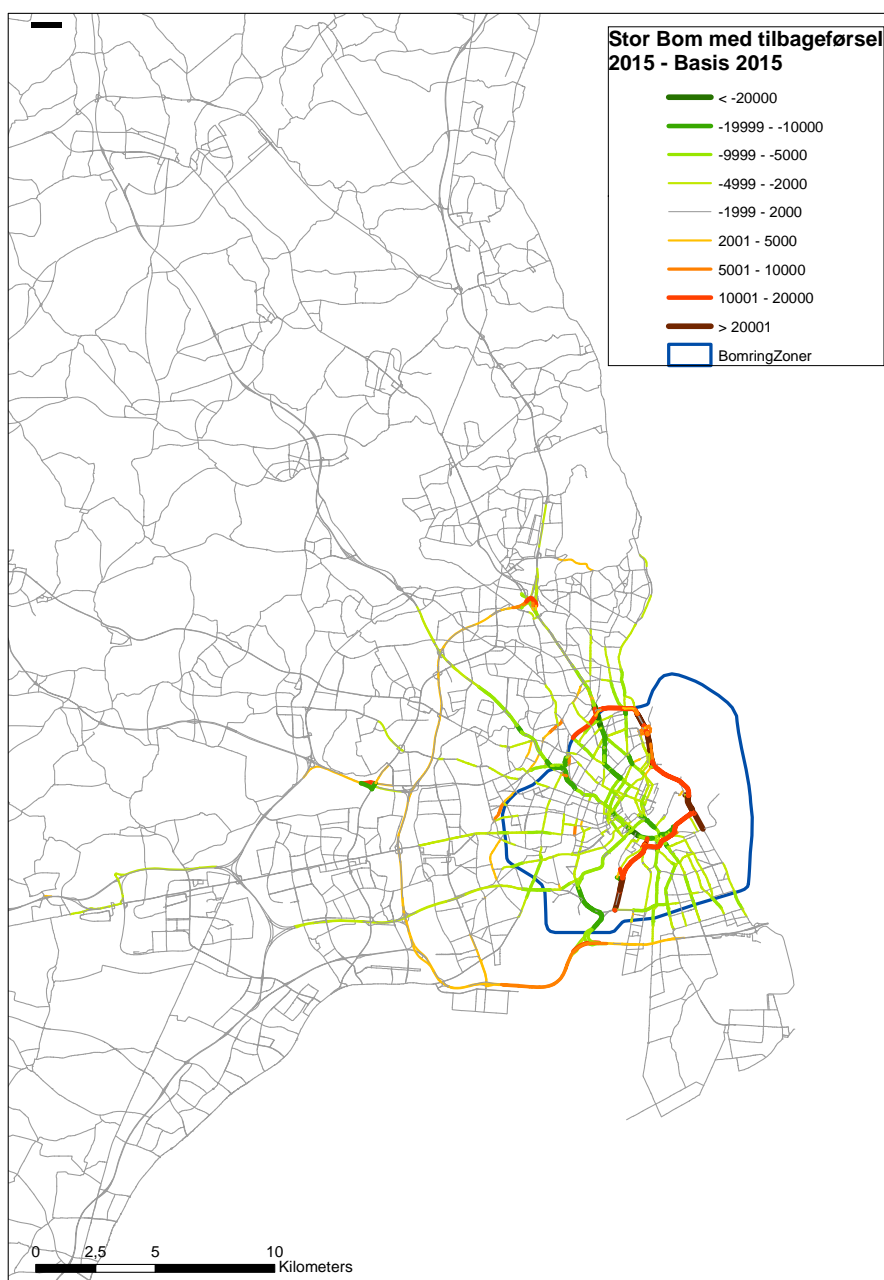 Stor Bom med tilbageførsel
2015 - Basis 2015
< -20000
-19999 - -10000
-9999 - -5000
-4999 - -2000
-1999 - 2000
2001 - 5000
5001 - 10000
10001 - 20000
> 20001
BomringZoner
0 2,5 5 10
Kilometers